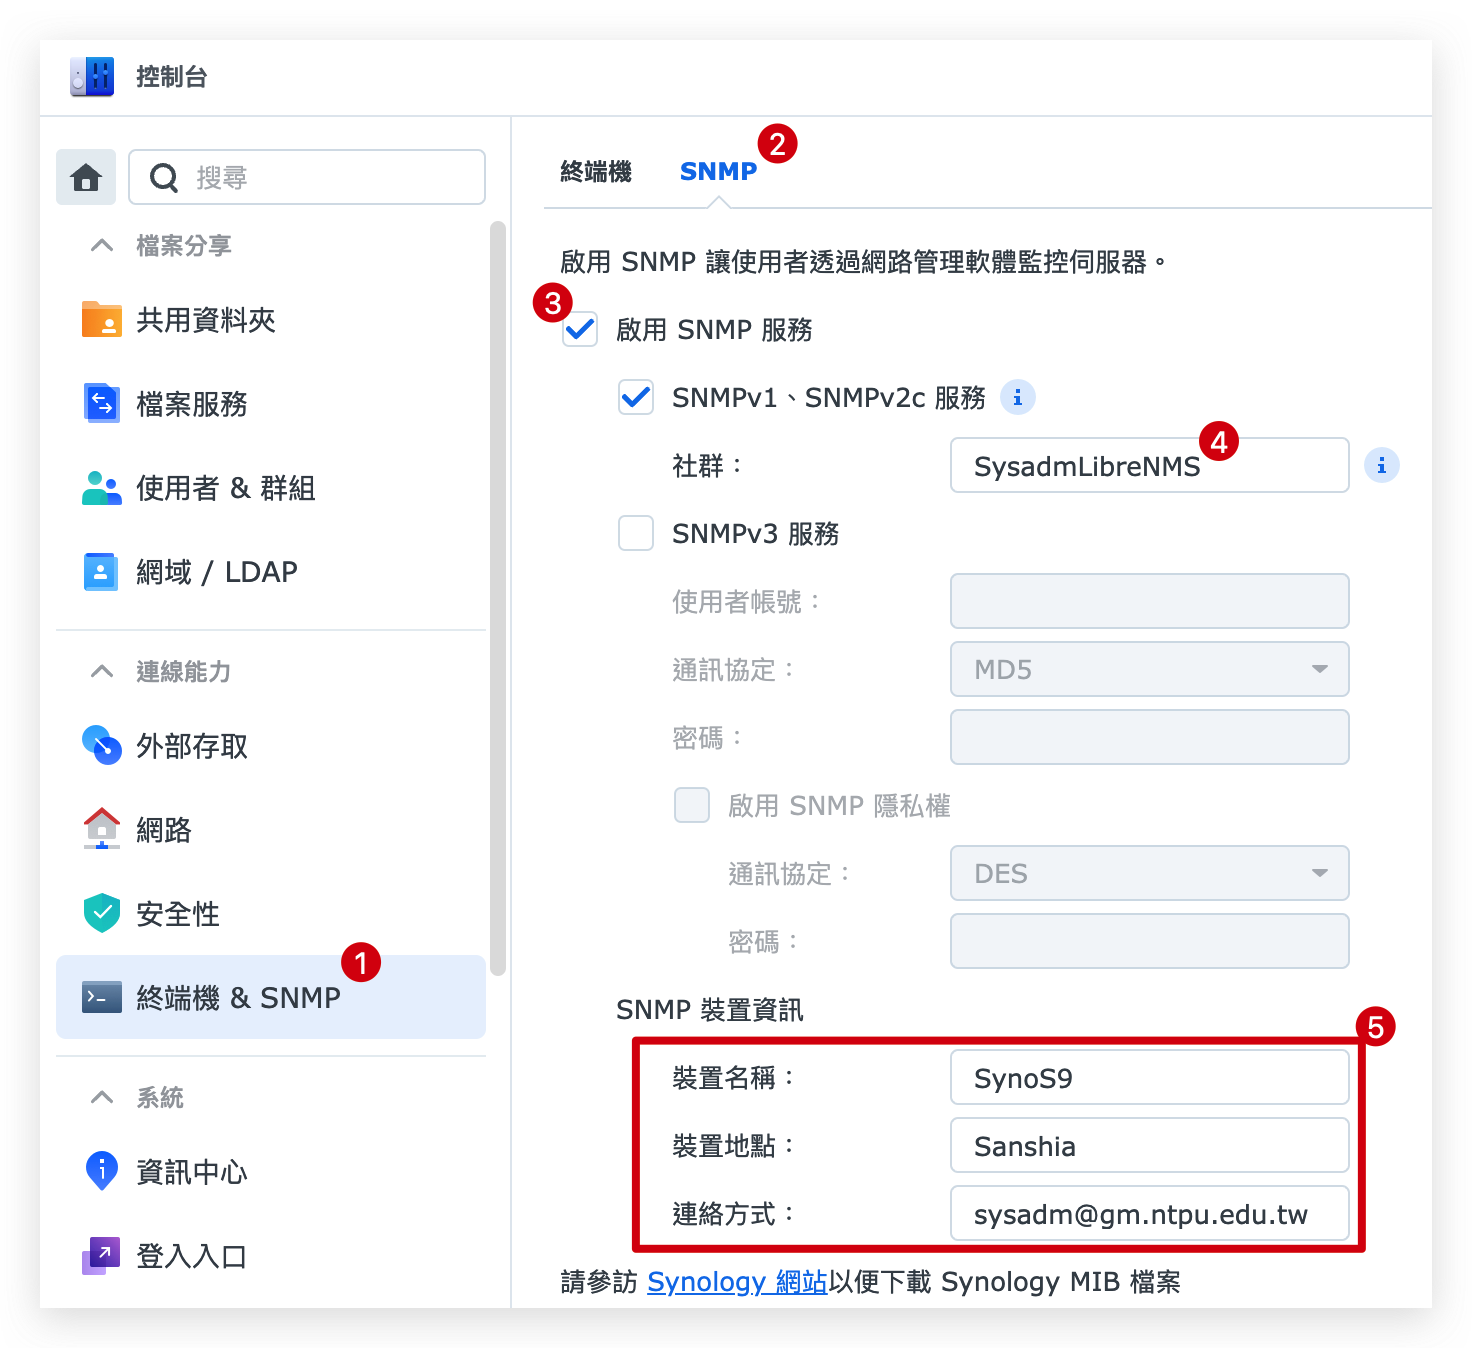 控制台
搜尋
檔案分享
共用資料夾
檔案服務
使用者 & 群組
網域 / LDAP
連線能力
外部存取
網路
安全性
1
終端機 & SNMP
系統
資訊中心
登入入口
2
終端機 SNMP
啟用 SNMP 讓使用者透過網路管理軟體監控伺服器。
3
啟用 SNMP 服務
SNMPv1、SNMPv2c 服務
4
社群： SysadmLibreNMS
SNMPv3 服務
使用者帳號：
通訊協定： MD5
密碼：
啟用 SNMP 隱私權
通訊協定： DES
密碼：
SNMP 裝置資訊
5
裝置名稱： SynoS9
裝置地點： Sanshia
連絡方式： sysadm@gm.ntpu.edu.tw
請參訪 Synology 網站以便下載 Synology MIB 檔案